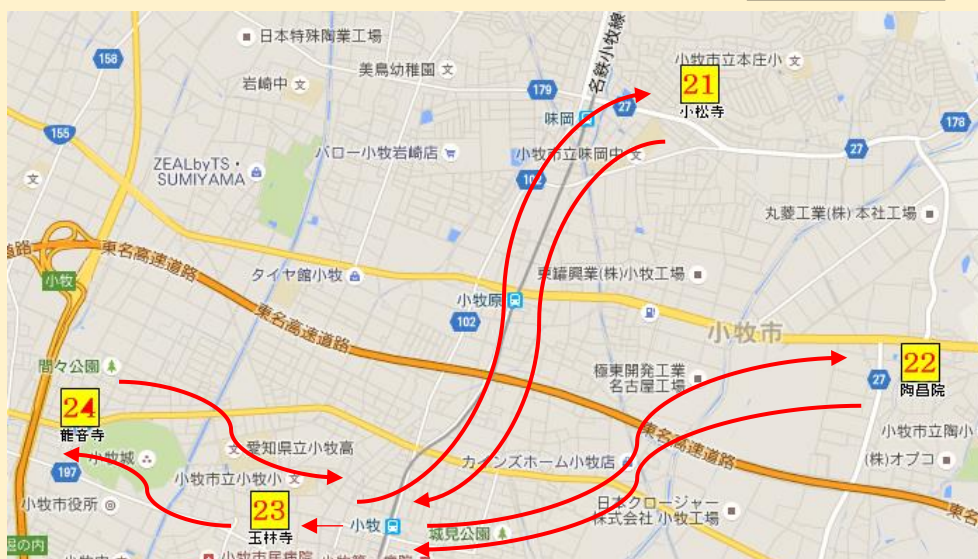 日本特殊陶業工場
158
美鳥幼稚園
岩崎中
名鉄小牧線
小牧市立本庄小
21
小松寺
179
27
味岡
178
155
バロー小牧岩崎店
小牧市立味岡中
27
ZEALbyTS・
SUMIYAMA
102
丸菱工業(株) 本社工場
東名高速道路
小牧
タイヤ館小牧
東罐興業(株)小牧工場
小牧原
102
東名高速道路
小牧市
間々公園
極東開発工業
名古屋工場
22
陶昌院
27
24
龍音寺
小牧城
愛知県立小牧高
カインズホーム小牧店
東名高速道路
小牧市立陶小
(株)オプコ
197
小牧市立小牧小
小牧市役所
23
玉林寺
小牧
城見公園
日本クロージャー
株式会社 小牧工場
小牧市民病院